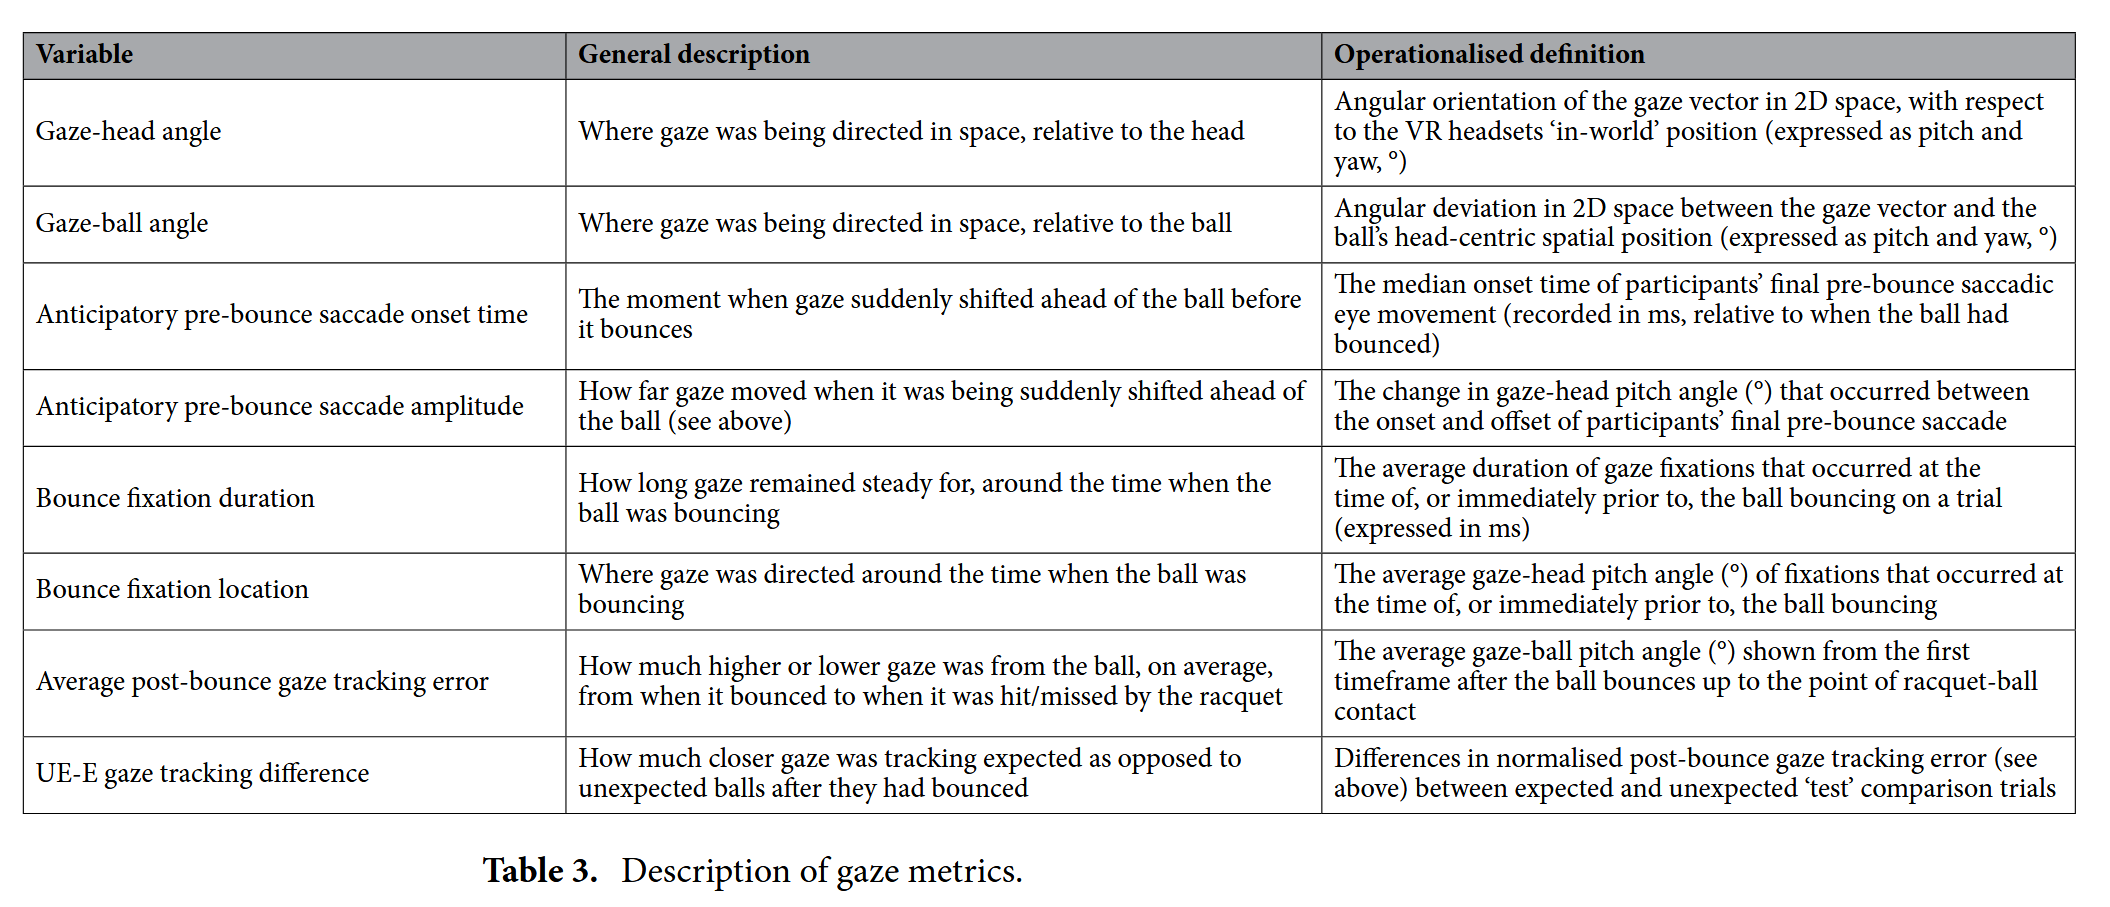 Variable
General description
Operationalised definition
Gaze-head angle
Where gaze was being directed in space, relative to the head
Angular orientation of the gaze vector in 2D space, with respect
to the VR headsets ‘in-world’ position (expressed as pitch and
yaw, °)
Gaze-ball angle
Where gaze was being directed in space, relative to the ball
Angular deviation in 2D space between the gaze vector and the
ball’s head-centric spatial position (expressed as pitch and yaw, °)
Anticipatory pre-bounce saccade onset time
The moment when gaze suddenly shifted ahead of the ball before
it bounces
The median onset time of participants’ final pre-bounce saccadic
eye movement (recorded in ms, relative to when the ball had
bounced)
Anticipatory pre-bounce saccade amplitude
How far gaze moved when it was being suddenly shifted ahead of
the ball (see above)
The change in gaze-head pitch angle (°) that occurred between
the onset and offset of participants’ final pre-bounce saccade
Bounce fixation duration
How long gaze remained steady for, around the time when the
ball was bouncing
The average duration of gaze fixations that occurred at the
time of, or immediately prior to, the ball bouncing on a trial
(expressed in ms)
Bounce fixation location
Where gaze was directed around the time when the ball was
bouncing
The average gaze-head pitch angle (°) of fixations that occurred at
the time of, or immediately prior to, the ball bouncing
Average post-bounce gaze tracking error
How much higher or lower gaze was from the ball, on average,
from when it bounced to when it was hit/missed by the racquet
The average gaze-ball pitch angle (°) shown from the first
timeframe after the ball bounces up to the point of racquet-ball
contact
UE-E gaze tracking difference
How much closer gaze was tracking expected as opposed to
unexpected balls after they had bounced
Differences in normalised post-bounce gaze tracking error (see
above) between expected and unexpected ‘test’ comparison trials
Table 3. Description of gaze metrics.